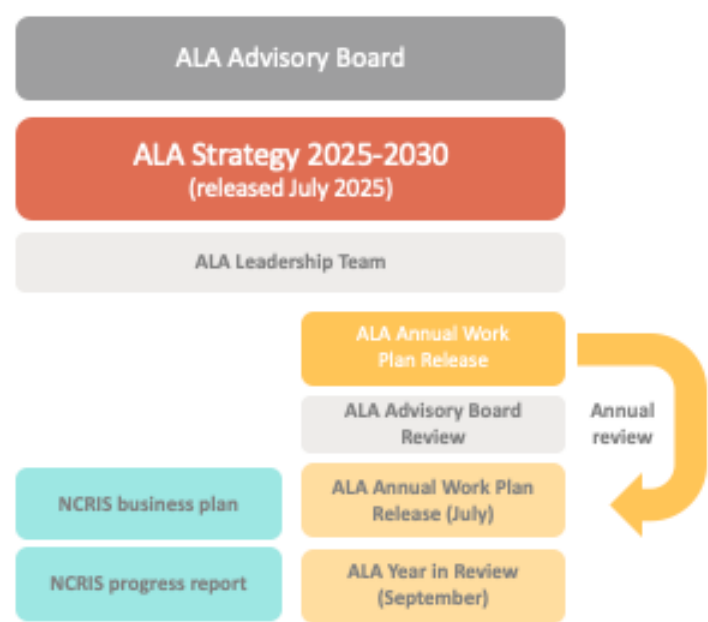 ALA Advisory Board
ALA Strategy 2025-2030
(released July 2025)
ALA Leadership Team
ALA Annual Work
Plan Release
ALA Advisory Board
Review
Annual
review
NCRIS business plan
ALA Annual Work Plan
Release (July)
NCRIS progress report
ALA Year in Review
(September)